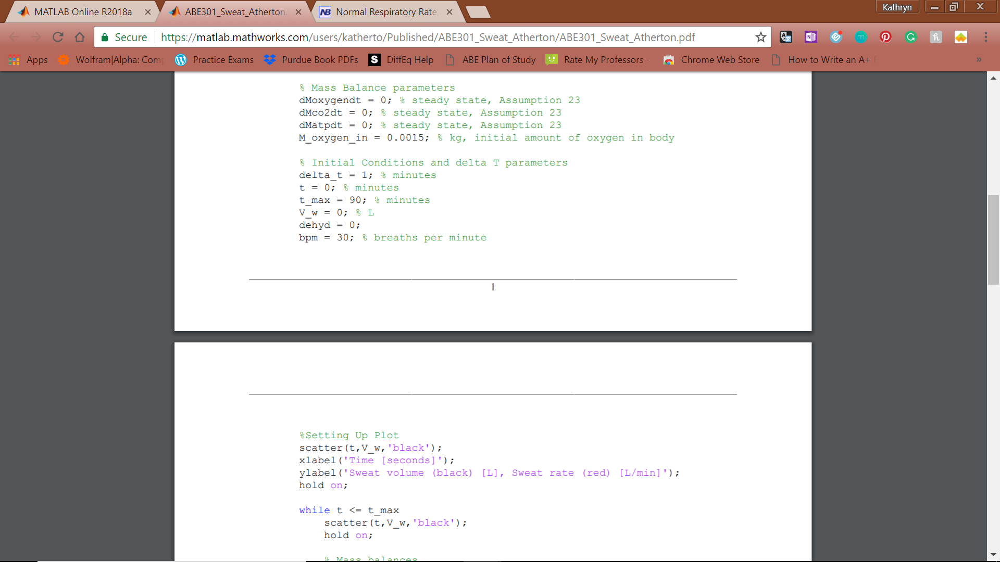 MATLAB Online R2018a
ABE301_Sweat_Atherton.
Normal Respiratory Rate,
Kathryn
Secure
https://matlab.mathworks.com/users/katherto/Published/ABE301_Sweat_Atherton/ABE301_Sweat_Atherton.pdf
Apps
Wolfram|Alpha: Com
Practice Exams
Purdue Book PDFs
S
DiffEq Help
ABE Plan of Study
Rate My Professors -
Chrome Web Store
How to Write an A+
% Mass Balance parameters
dMoxygendt = 0; % steady state, Assumption 23
dMco2dt = 0; % steady state, Assumption 23
dMatpdt = 0; % steady state, Assumption 23
M_oxygen_in = 0.0015; % kg, initial amount of oxygen in body
% Initial Conditions and delta T parameters
delta_t = 1; % minutes
t = 0; % minutes
t_max = 90; % minutes
V_w = 0; % L
dehyd = 0;
bpm = 30; % breaths per minute
1
%Setting Up Plot
scatter(t,V_w,'black');
xlabel('Time [seconds]');
ylabel('Sweat volume (black) [L], Sweat rate (red) [L/min]');
hold on;
while t <= t_max
scatter(t,V_w,'black');
hold on;
% Mass balances